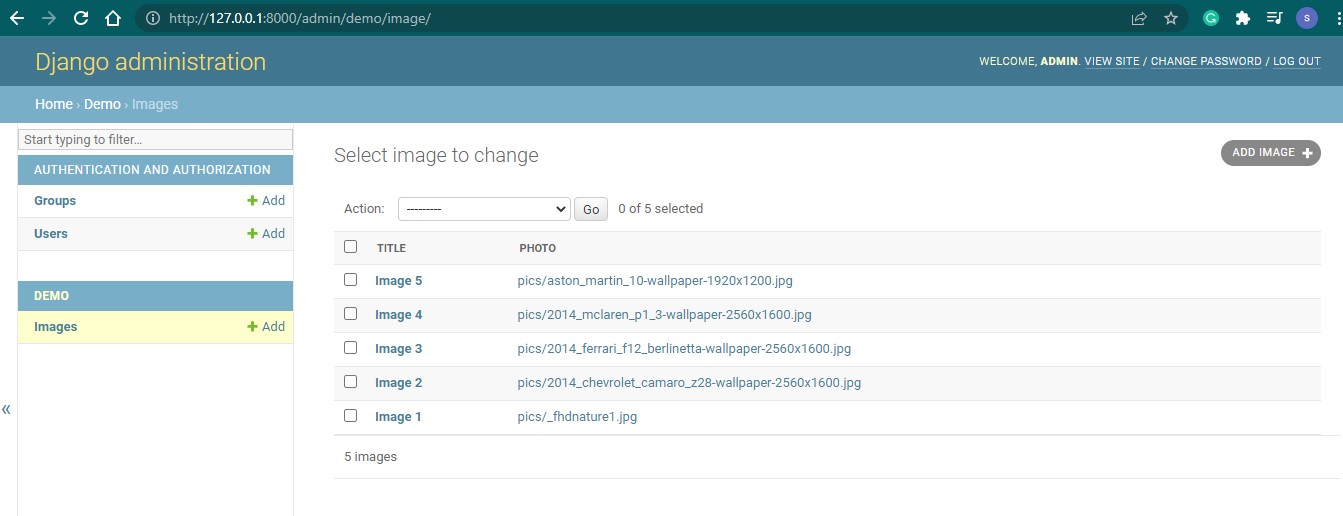 http://127.0.0.1:8000/admin/demo/image/
S
Django administration
WELCOME, ADMIN. VIEW SITE / CHANGE PASSWORD / LOG OUT
Home › Demo › Images
Start typing to filter...
AUTHENTICATION AND AUTHORIZATION
Groups + Add
Users + Add
DEMO
Images + Add
«
Select image to change
ADD IMAGE +
Action: --------- Go 0 of 5 selected
TITLE PHOTO
Image 5 pics/aston_martin_10-wallpaper-1920x1200.jpg
Image 4 pics/2014_mclaren_p1_3-wallpaper-2560x1600.jpg
Image 3 pics/2014_ferrari_f12_berlinetta-wallpaper-2560x1600.jpg
Image 2 pics/2014_chevrolet_camaro_z28-wallpaper-2560x1600.jpg
Image 1 pics/_fhdnature1.jpg
5 images